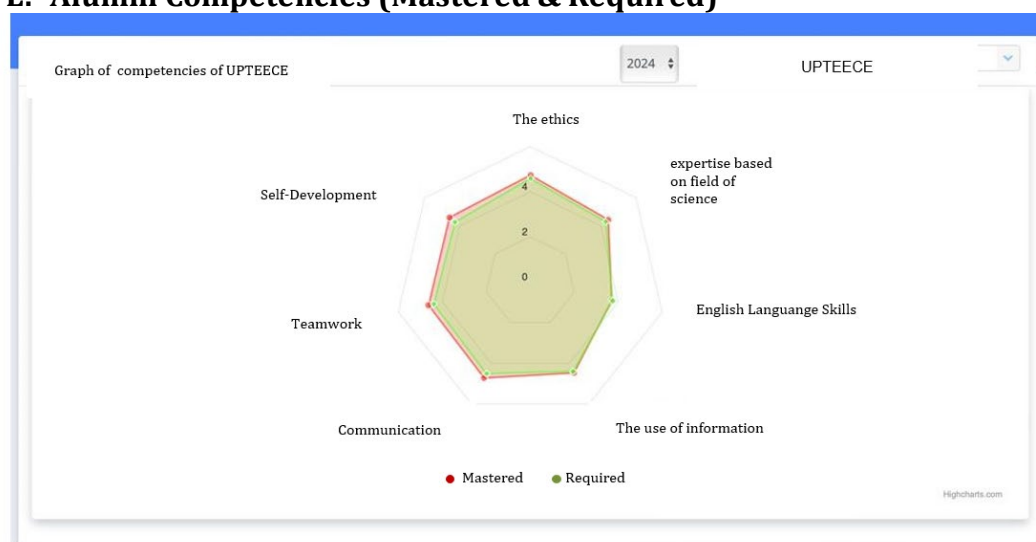 E. Alumni Competencies (Mastered & Required)
Graph of competencies of UPTEECE
2024
UPTEECE
The ethics
expertise based
on field of
science
Self-Development
4
2
0
English Languange Skills
Teamwork
Communication
The use of information
Mastered
Required
Highcharts.com